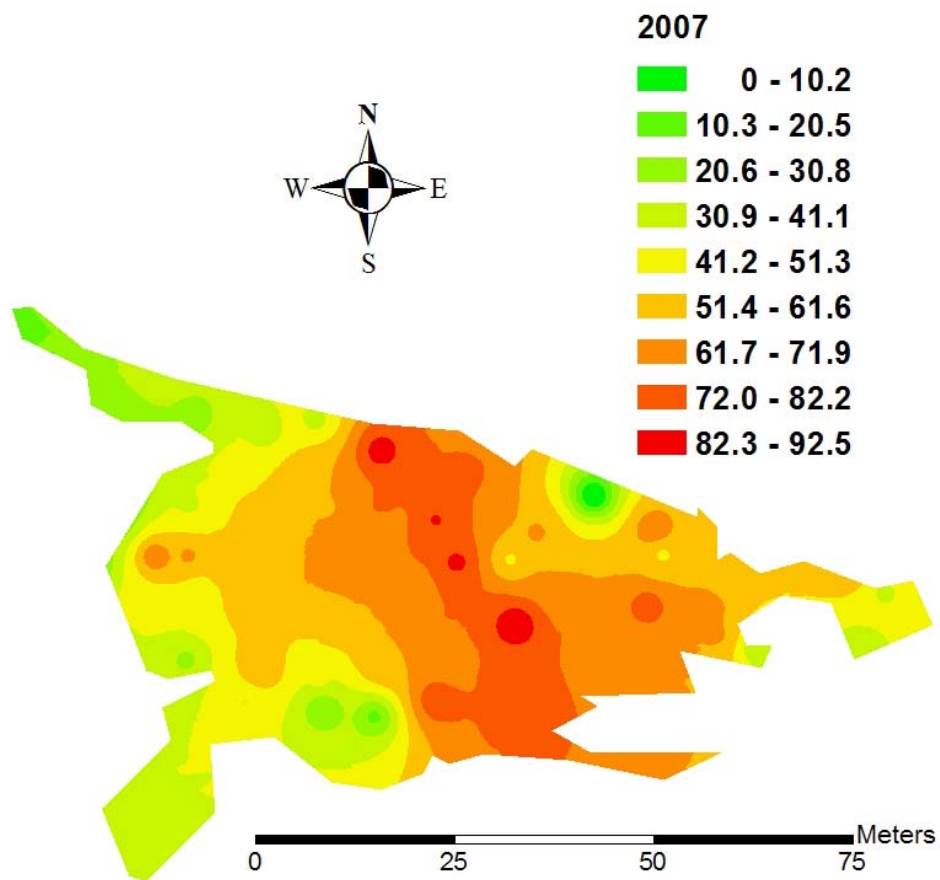 2007
0 - 10.2
10.3 - 20.5
20.6 - 30.8
30.9 - 41.1
41.2 - 51.3
51.4 - 61.6
61.7 - 71.9
72.0 - 82.2
82.3 - 92.5
N
W E
S
Meters
0 25 50 75